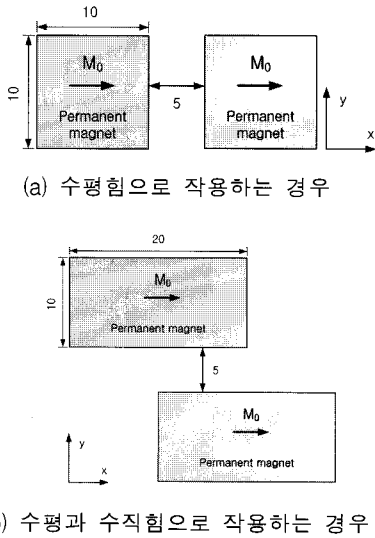 10
M₀
M₀
10
5
Permanent magnet
Permanent magnet
y
x
(a) 수평힘으로 작용하는 경우
20
M₀
10
Permanent magnet
5
M₀
y
x
Permanent magnet
) 수평과 수직힘으로 작용하는 경우